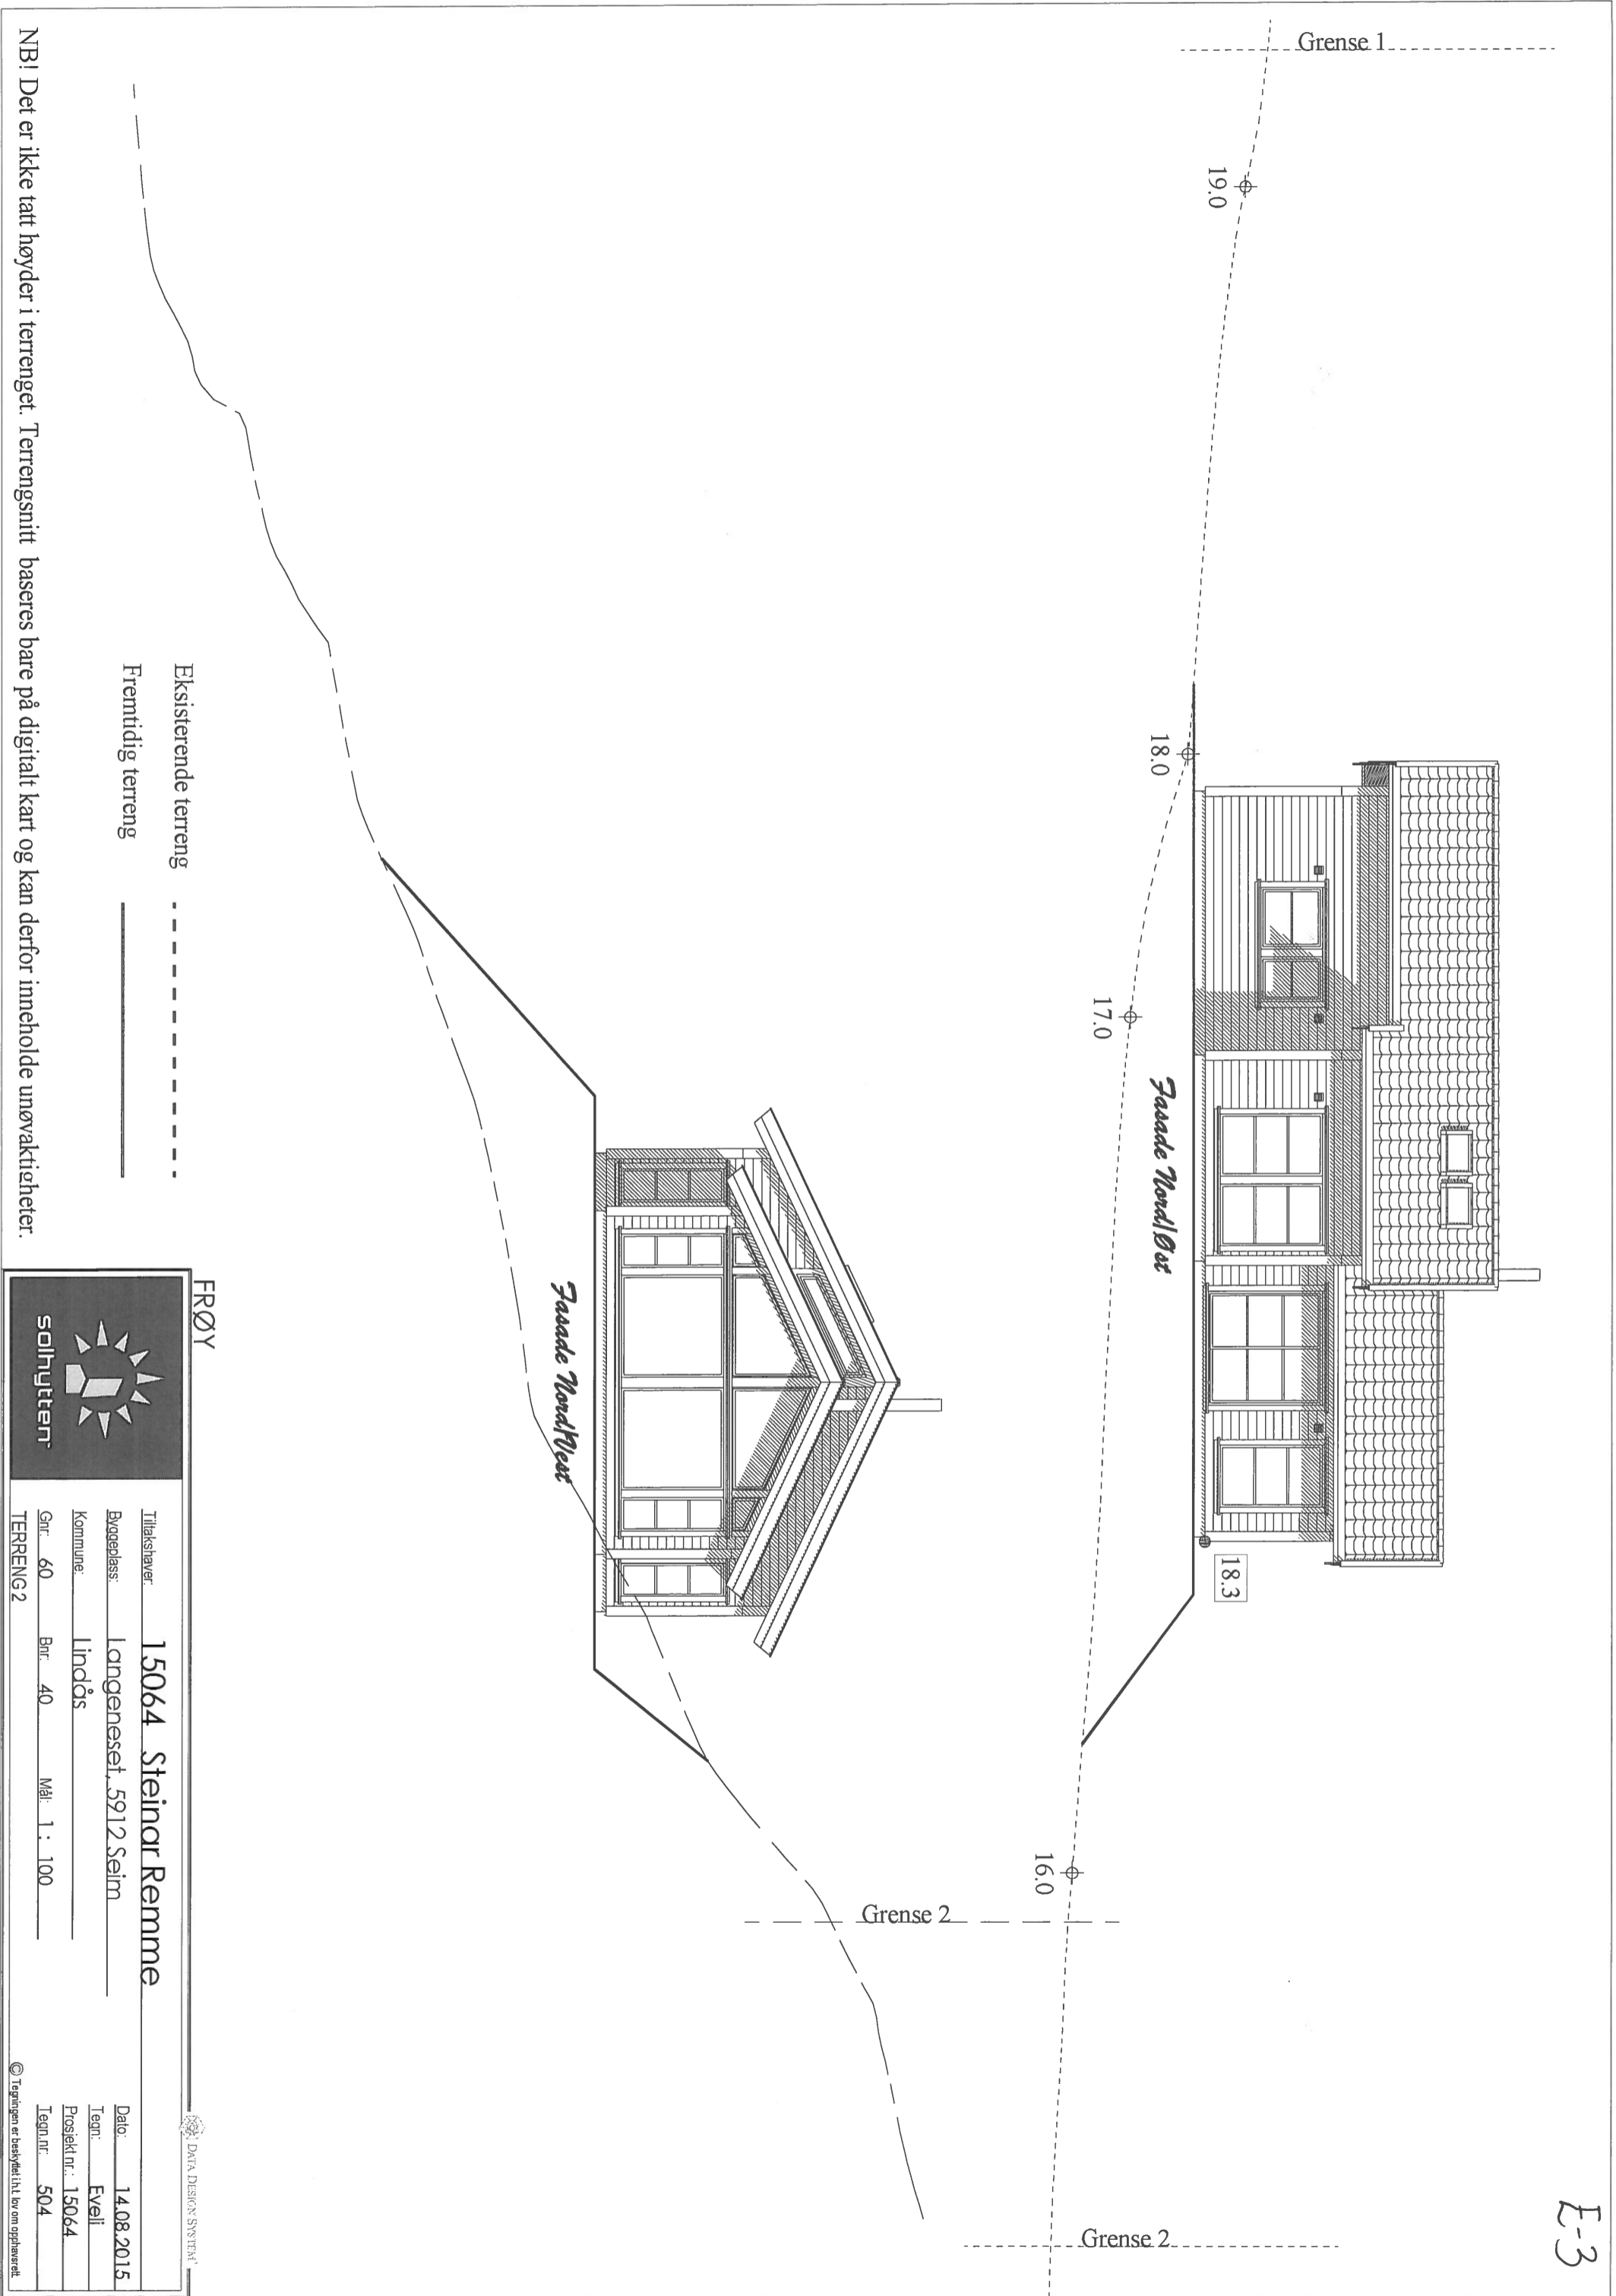 E-3
Grense 1
19.0
18.0
17.0
16.0
18.3
Fasade Nord/Øst
Grense 2
Grense 2
Fasade Nord/Vest
Eksisterende terreng
Fremtidig terreng
NB! Det er ikke tatt høyder i terrenget. Terrengsnitt baseres bare på digitalt kart og kan derfor inneholde unøvaktigheter.
FRØY
DATA DESIGN SYSTEM
solhytten
Tiltakshaver: 15064 Steinar Remme
Byggeplass: Langeneset, 5912 Seim
Kommune: Lindås
Gnr: 60 Bnr: 40 Mål: 1 : 100
TERRENG2
Dato: 14.08.2015
Tegn: Eveli
Prosjekt nr.: 15064
Tegn.nr: 504
© Tegningen er beskyttet i.h.t. lov om opphavsrett